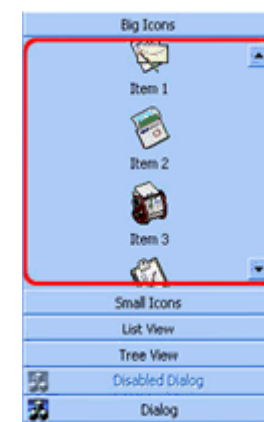 Big Icons
Item 1
Item 2
Item 3
Small Icons
List View
Tree View
Disabled Dialog
Dialog